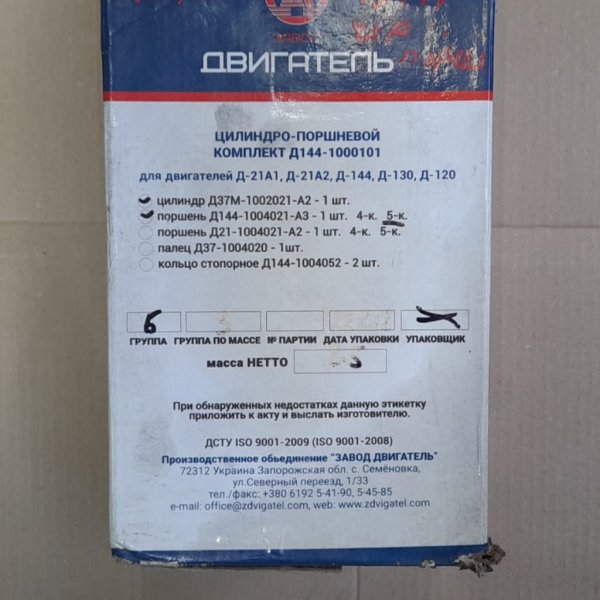 ЗАВОД
ДВИГАТЕЛЬ
ЦИЛИНДРО-ПОРШНЕВОЙ
КОМПЛЕКТ Д144-1000101
для двигателей Д-21А1, Д-21А2, Д-144, Д-130, Д-120
цилиндр Д37М-1002021-А2 - 1 шт.
поршень Д144-1004021-А3 - 1 шт. 4-к. 5-к.
поршень Д21-1004021-А2 - 1 шт. 4-к. 5-к.
палец Д37-1004020 - 1шт.
кольцо стопорное Д144-1004052 - 2 шт.
Б
ГРУППА ГРУППА ПО МАССЕ № ПАРТИИ ДАТА УПАКОВКИ УПАКОВЩИК
масса НЕТТО
При обнаруженных недостатках данную этикетку
приложить к акту и выслать изготовителю.
ДСТУ ISO 9001-2009 (ISO 9001-2008)
Производственное обьединение "ЗАВОД ДВИГАТЕЛЬ"
72312 Украина Запорожская обл. с. Семёновка,
ул.Северный переезд, 1/33
тел./факс: +380 6192 5-41-90, 5-45-85
e-mail: office@zdvigatel.com, web: www.zdvygatel.com